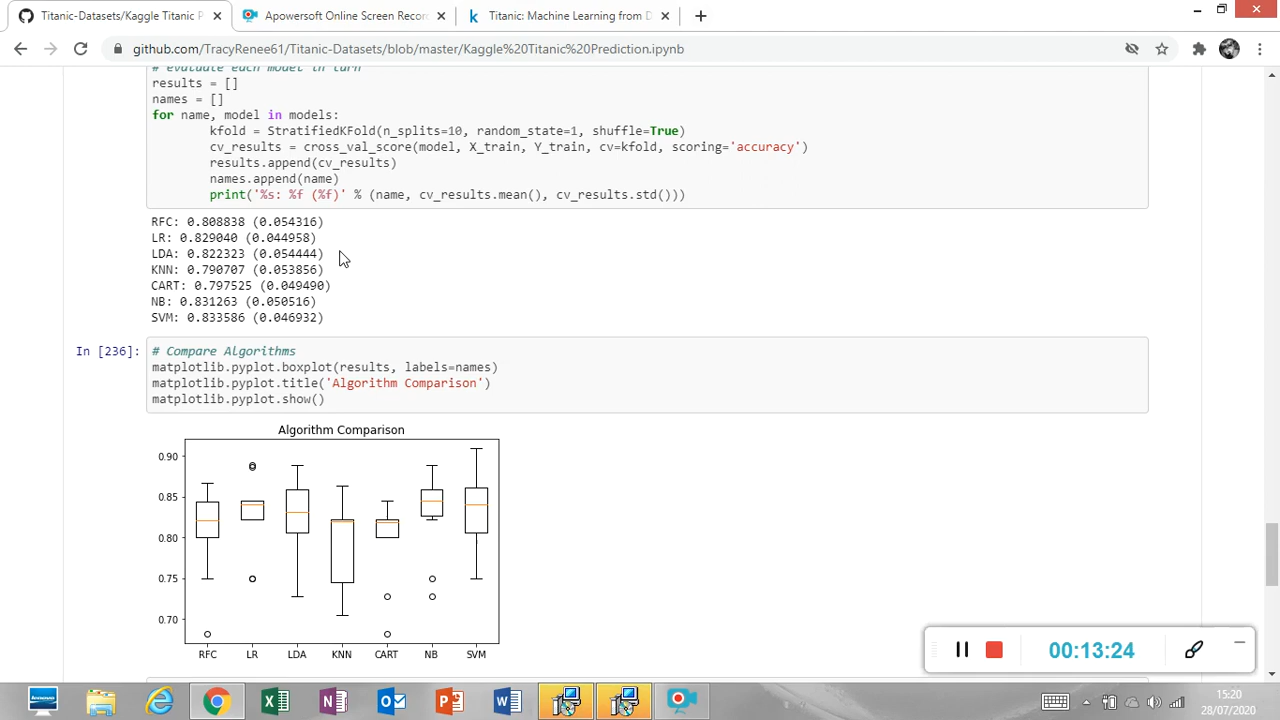 Titanic-Datasets/Kaggle Titanic P
Apowersoft Online Screen Recor
Titanic: Machine Learning from D
github.com/TracyRenee61/Titanic-Datasets/blob/master/Kaggle%20Titanic%20Prediction.ipynb
# evaluate each model in turn
results = []
names = []
for name, model in models:
kfold = StratifiedKFold(n_splits=10, random_state=1, shuffle=True)
cv_results = cross_val_score(model, X_train, Y_train, cv=kfold, scoring='accuracy')
results.append(cv_results)
names.append(name)
print('%s: %f (%f)' % (name, cv_results.mean(), cv_results.std()))
RFC: 0.808838 (0.054316)
LR: 0.829040 (0.044958)
LDA: 0.822323 (0.054444)
KNN: 0.790707 (0.053856)
CART: 0.797525 (0.049490)
NB: 0.831263 (0.050516)
SVM: 0.833586 (0.046932)
In [236]:
# Compare Algorithms
matplotlib.pyplot.boxplot(results, labels=names)
matplotlib.pyplot.title('Algorithm Comparison')
matplotlib.pyplot.show()
Algorithm Comparison
0.90
0.85
0.80
0.75
0.70
RFC LR LDA KNN CART NB SVM
00:13:24
15:20
28/07/2020